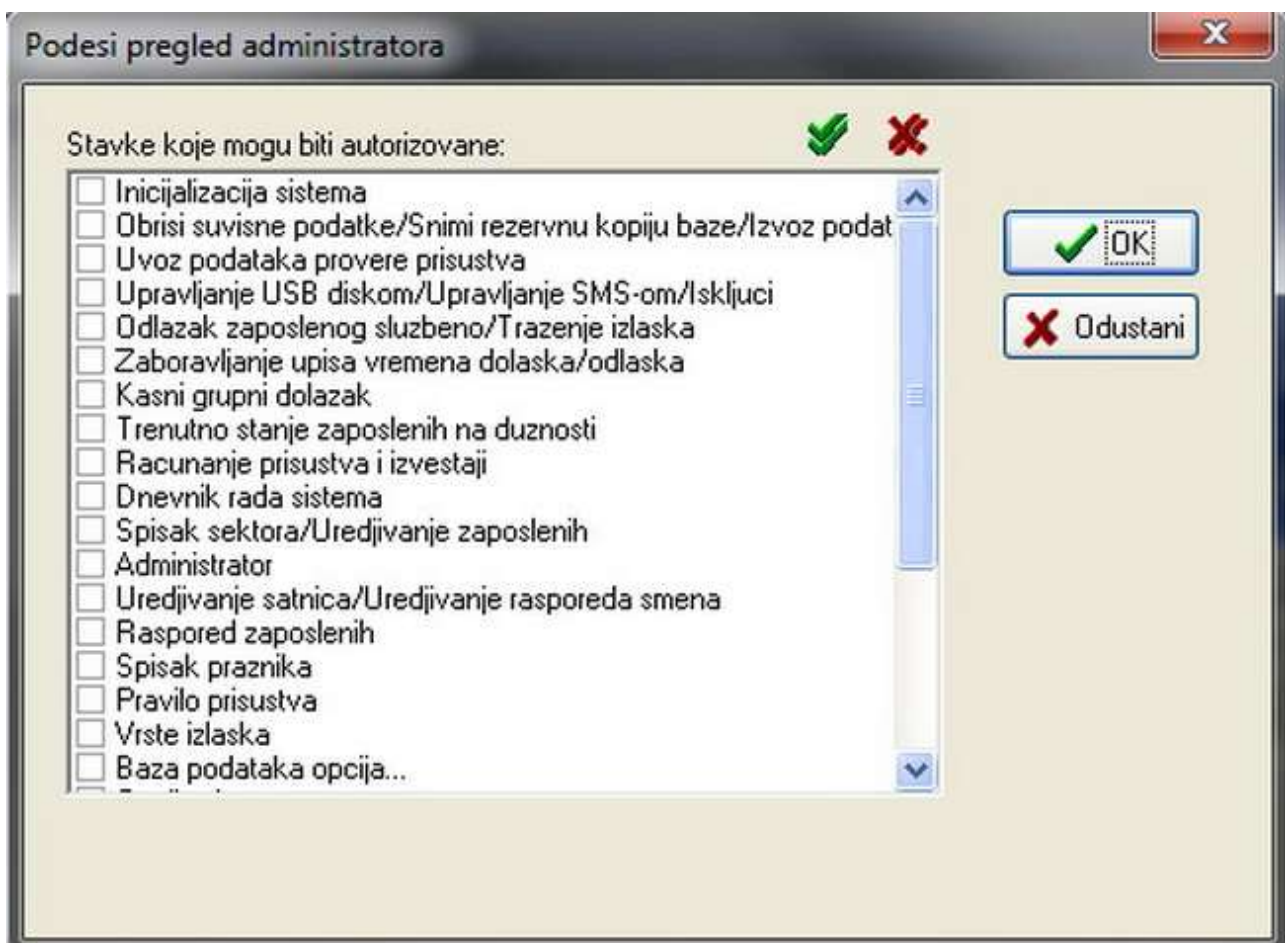 Podesi pregled administratora
Stavke koje mogu biti autorizovane:
Inicijalizacija sistema
Obrisi suvisne podatke/Snimi rezervnu kopiju baze/Izvoz podat
Uvoz podataka provere prisustva
Upravljanje USB diskom/Upravljanje SMS-om/Iskljuci
Odlazak zaposlenog sluzbeno/Trazenje izlaska
Zaboravljanje upisa vremena dolaska/odlaska
Kasni grupni dolazak
Trenutno stanje zaposlenih na duznosti
Racunanje prisustva i izvestaji
Dnevnik rada sistema
Spisak sektora/Uredjivanje zaposlenih
Administrator
Uredjivanje satnica/Uredjivanje rasporeda smena
Raspored zaposlenih
Spisak praznika
Pravilo prisustva
Vrste izlaska
Baza podataka opcija...
OK
Odustani